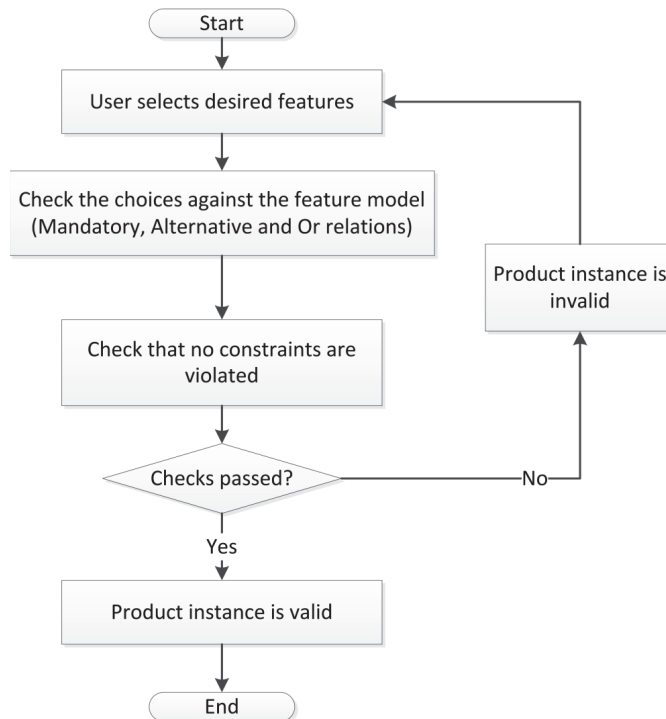 Start
User selects desired features
Check the choices against the feature model
(Mandatory, Alternative and Or relations)
Product instance is
invalid
Check that no constraints are
violated
Checks passed?
No
Yes
Product instance is valid
End